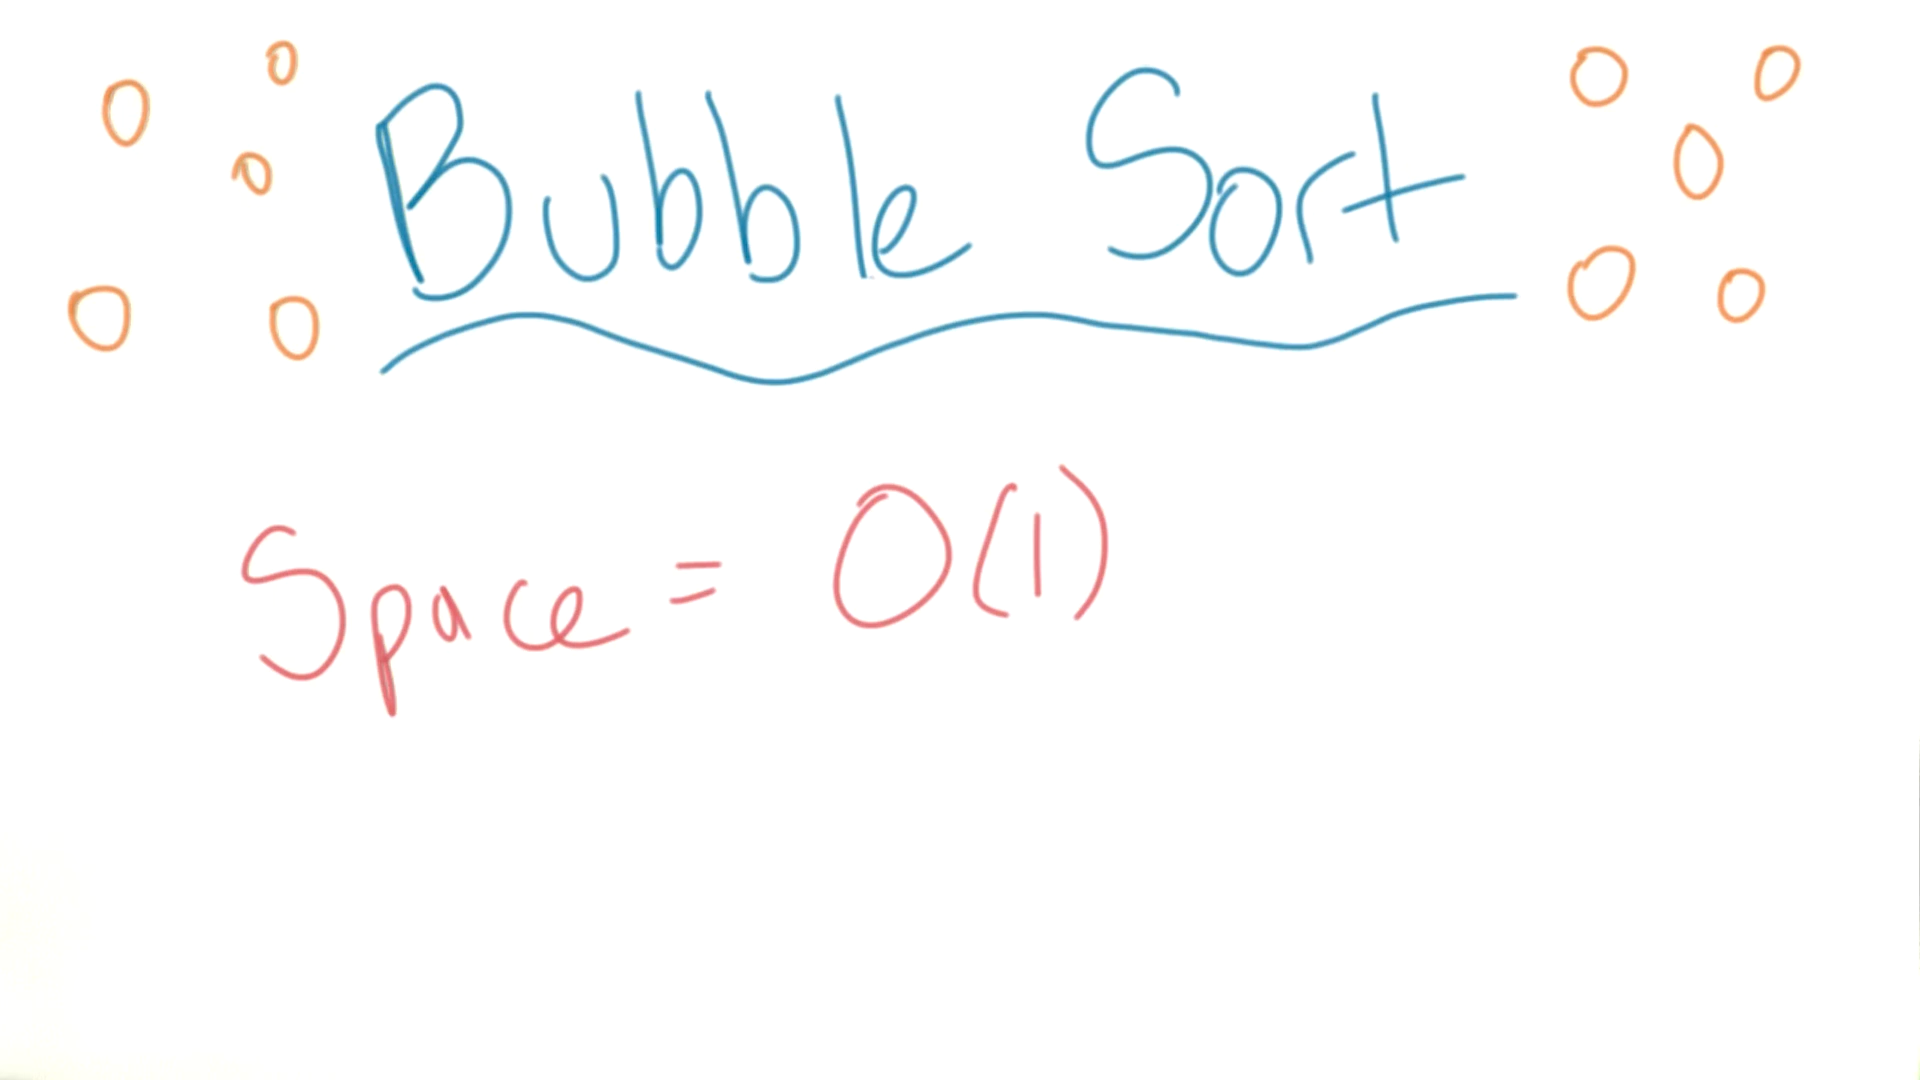 Bubble Sort
Space = O(1)